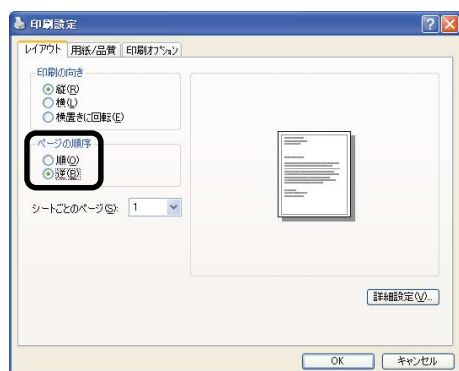 印刷設定
レイアウト 用紙/品質 印刷オプション
印刷の向き
縦(R)
横(L)
横置きに回転(E)
ページの順序
順(O)
逆(B)
シートごとのページ(S): 1
詳細設定(V)...
OK キャンセル